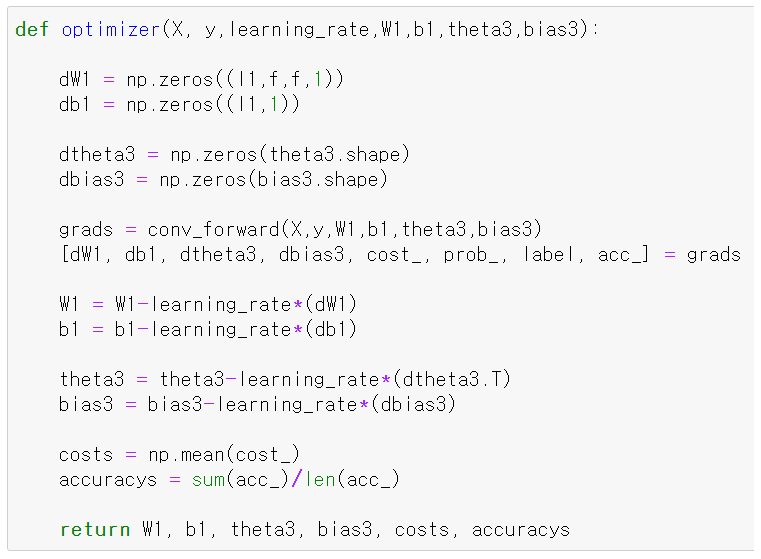 def optimizer(X, y,learning_rate,W1,b1,theta3,bias3):
dW1 = np.zeros((l1,f,f,1))
db1 = np.zeros((l1,1))
dtheta3 = np.zeros(theta3.shape)
dbias3 = np.zeros(bias3.shape)
grads = conv_forward(X,y,W1,b1,theta3,bias3)
[dW1, db1, dtheta3, dbias3, cost_, prob_, label, acc_] = grads
W1 = W1-learning_rate*(dW1)
b1 = b1-learning_rate*(db1)
theta3 = theta3-learning_rate*(dtheta3.T)
bias3 = bias3-learning_rate*(dbias3)
costs = np.mean(cost_)
accuracys = sum(acc_)/len(acc_)
return W1, b1, theta3, bias3, costs, accuracys